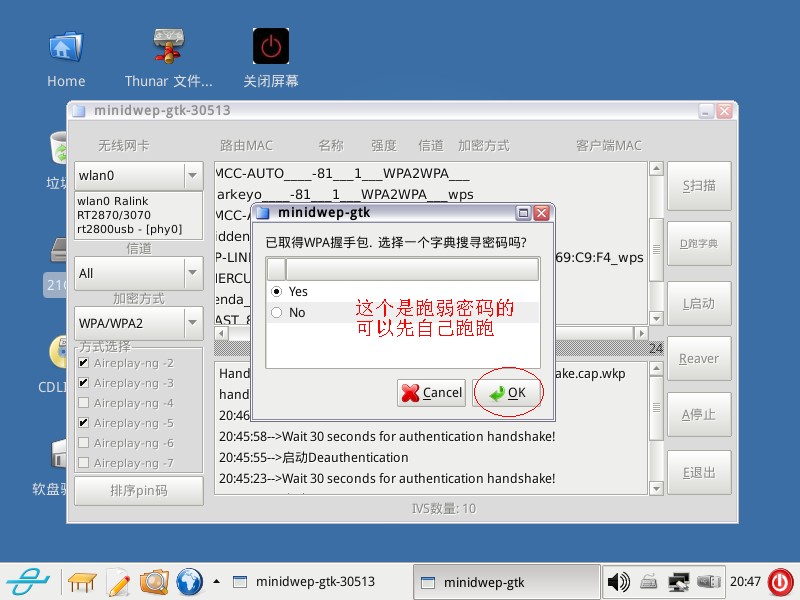 Home
Thunar 文件...
关闭屏幕
minidwep-gtk-30513
无线网卡
路由MAC 名称 强度 信道 加密方式 客户端MAC
wlan0
wlan0 Ralink
RT2870/3070
rt2800usb - [phy0]
信道
All
加密方式
WPA/WPA2
方式选择
Aireplay-ng -2
Aireplay-ng -3
Aireplay-ng -4
Aireplay-ng -5
Aireplay-ng -6
Aireplay-ng -7
排序pin码
MCC-AUTO____-81___1___WPA2WPA___
arkeyo____-81___1___WPA2WPA___wps
MCC-A
idden
P-LIN
69:C9:F4_wps
ERCU
enda_
AST_8
minidwep-gtk
已取得WPA握手包. 选择一个字典搜寻密码吗?
Yes
No
这个是跑弱密码的
可以先自己跑跑
Cancel
OK
24
Hand
ake.cap.wkp
hand
20:46
20:45:58-->Wait 30 seconds for authentication handshake!
20:45:55-->启动Deauthentication
20:45:23-->Wait 30 seconds for authentication handshake!
IVS数量: 10
S扫描
D跑字典
L启动
Reaver
A停止
E退出
垃圾
210
CDLI
软盘驱
minidwep-gtk-30513
minidwep-gtk
20:47